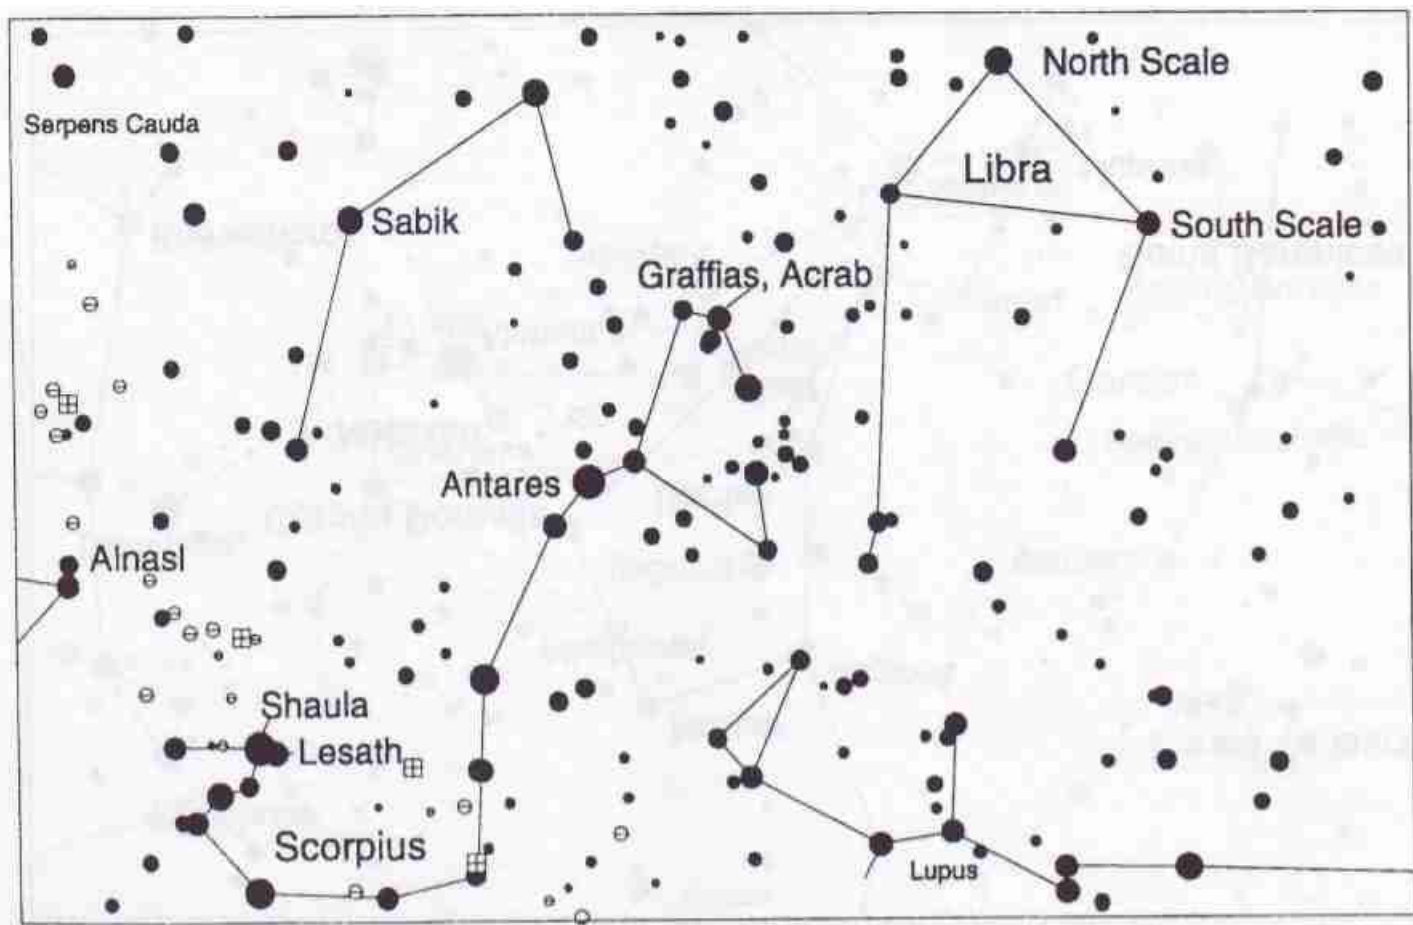 North Scale
Serpens Cauda
Libra
Sabik
South Scale
Graffias, Acrab
Antares
Alnasl
Shaula
Lesath
Scorpius
Lupus